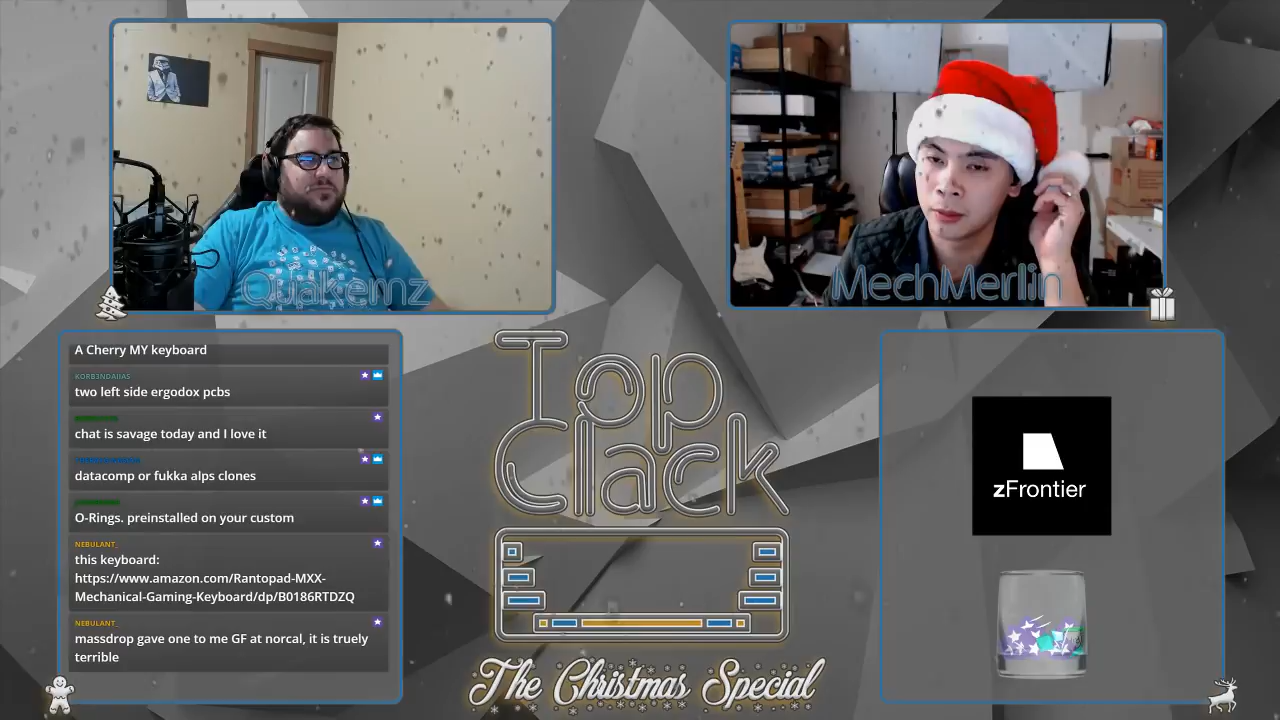 Quakemz
MechMerlin
A Cherry MY keyboard
KORB3NDALLAS
two left side ergodox pcbs
chat is savage today and I love it
datacomp or fukka alps clones
O-Rings. preinstalled on your custom
NEBULANT_
this keyboard:
https://www.amazon.com/Rantopad-MXX-
Mechanical-Gaming-Keyboard/dp/B0186RTDZQ
NEBULANT_
massdrop gave one to me GF at norcal, it is truely
terrible
Top
Clack
The Christmas Special
zFrontier